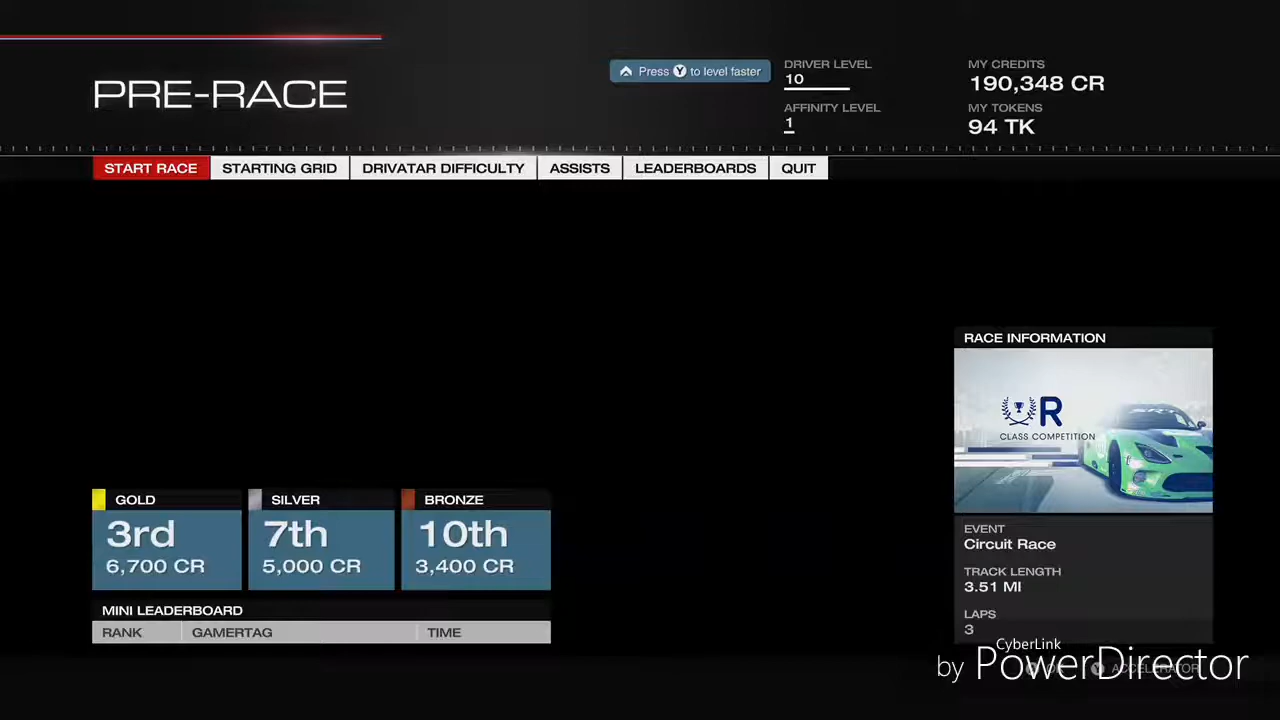 PRE-RACE
Press Y to level faster
DRIVER LEVEL
10
AFFINITY LEVEL
1
MY CREDITS
190,348 CR
MY TOKENS
94 TK
START RACE
STARTING GRID
DRIVATAR DIFFICULTY
ASSISTS
LEADERBOARDS
QUIT
RACE INFORMATION
R
CLASS COMPETITION
SRT
GOLD
3rd
6,700 CR
SILVER
7th
5,000 CR
BRONZE
10th
3,400 CR
EVENT
Circuit Race
TRACK LENGTH
3.51 MI
LAPS
3
MINI LEADERBOARD
RANK GAMERTAG TIME
CyberLink
by PowerDirector
Y ACCELERATOR